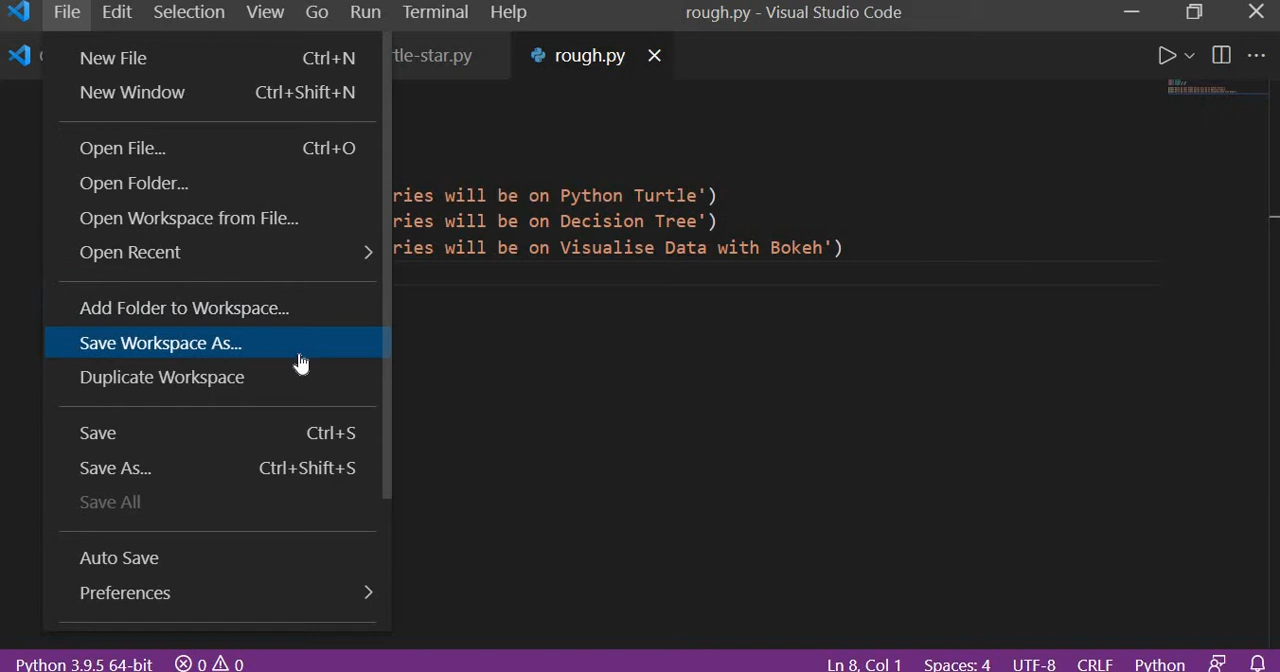 File Edit Selection View Go Run Terminal Help rough.py - Visual Studio Code
tle-star.py rough.py
New File Ctrl+N
New Window Ctrl+Shift+N
Open File... Ctrl+O
Open Folder...
Open Workspace from File...
Open Recent
Add Folder to Workspace...
Save Workspace As...
Duplicate Workspace
Save Ctrl+S
Save As... Ctrl+Shift+S
Save All
Auto Save
Preferences
ries will be on Python Turtle')
ries will be on Decision Tree')
ries will be on Visualise Data with Bokeh')
Python 3.9.5 64-bit 0 0 Ln 8, Col 1 Spaces: 4 UTF-8 CRLF Python